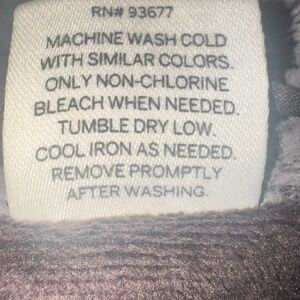 RN# 93677
MACHINE WASH COLD
WITH SIMILAR COLORS.
ONLY NON-CHLORINE
BLEACH WHEN NEEDED.
TUMBLE DRY LOW.
COOL IRON AS NEEDED.
REMOVE PROMPTLY
AFTER WASHING.